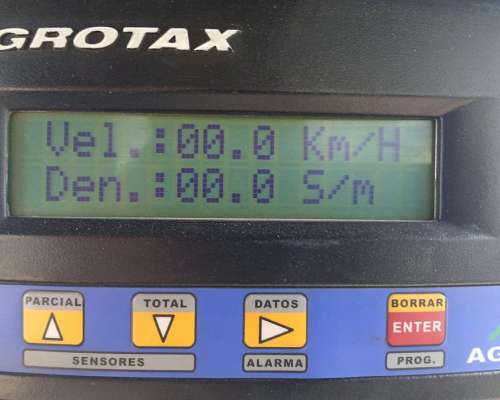 GROTAX
Vel.:00.0 Km/H
Den.:00.0 S/m
PARCIAL TOTAL DATOS BORRAR
ENTER
SENSORES ALARMA PROG.
AG